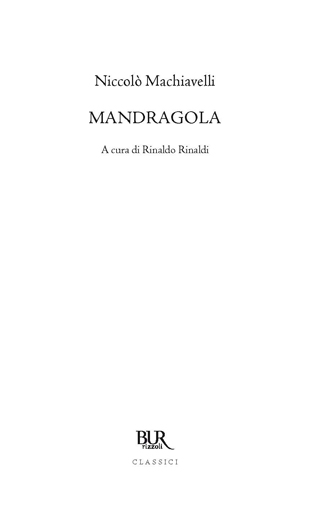 Niccolò Machiavelli
MANDRAGOLA
A cura di Rinaldo Rinaldi
BUR
rizzoli
CLASSICI